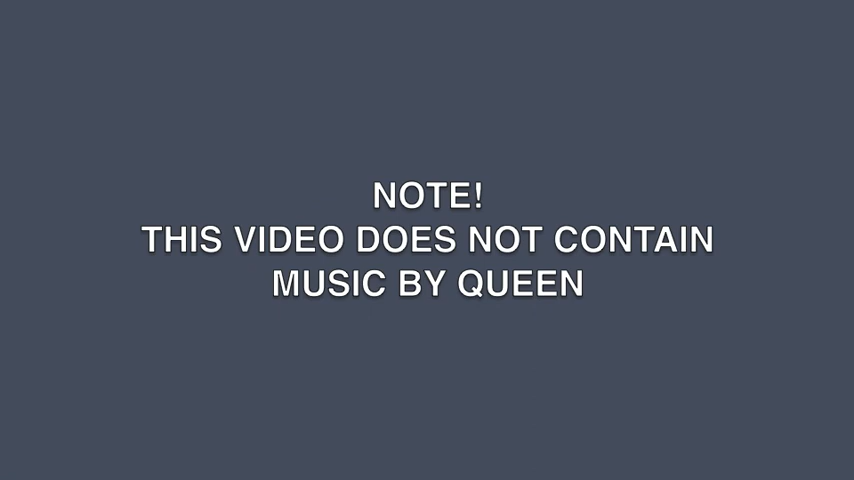 NOTE!
THIS VIDEO DOES NOT CONTAIN
MUSIC BY QUEEN